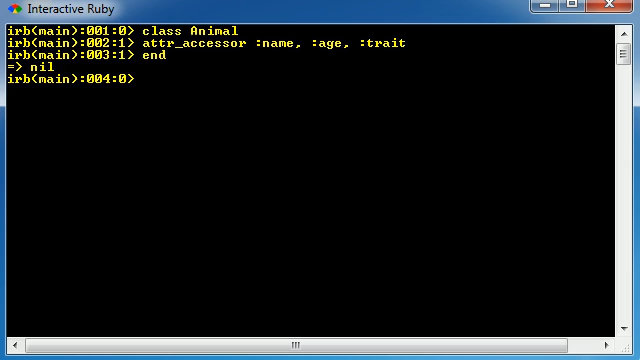 Interactive Ruby
irb(main):001:0> class Animal
irb(main):002:1> attr_accessor :name, :age, :trait
irb(main):003:1> end
=> nil
irb(main):004:0>